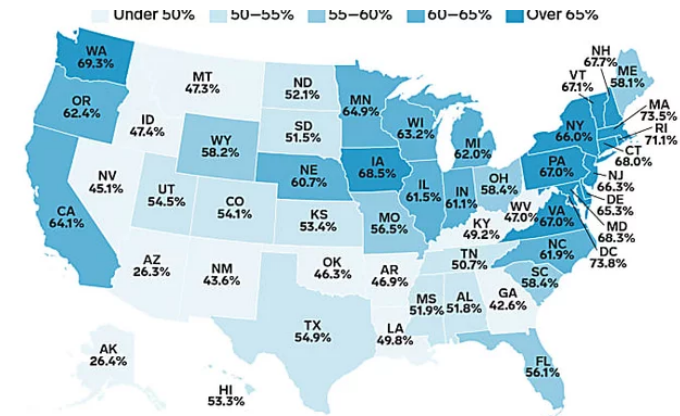 Under 50% 50–55% 55–60% 60–65% Over 65%
WA
69.3%
OR
62.4%
CA
64.1%
ID
47.4%
NV
45.1%
MT
47.3%
WY
58.2%
UT
54.5%
CO
54.1%
AZ
26.3%
NM
43.6%
ND
52.1%
SD
51.5%
NE
60.7%
KS
53.4%
OK
46.3%
TX
54.9%
MN
64.9%
IA
68.5%
MO
56.5%
AR
46.9%
LA
49.8%
WI
63.2%
IL
61.5%
MI
62.0%
IN
61.1%
OH
58.4%
KY
49.2%
TN
50.7%
MS
51.9%
AL
51.8%
GA
42.6%
FL
56.1%
SC
58.4%
NC
61.9%
VA
67.0%
WV
47.0%
PA
67.0%
NY
66.0%
VT
67.1%
NH
67.7%
ME
58.1%
MA
73.5%
RI
71.1%
CT
68.0%
NJ
66.3%
DE
65.3%
MD
68.3%
DC
73.8%
AK
26.4%
HI
53.3%